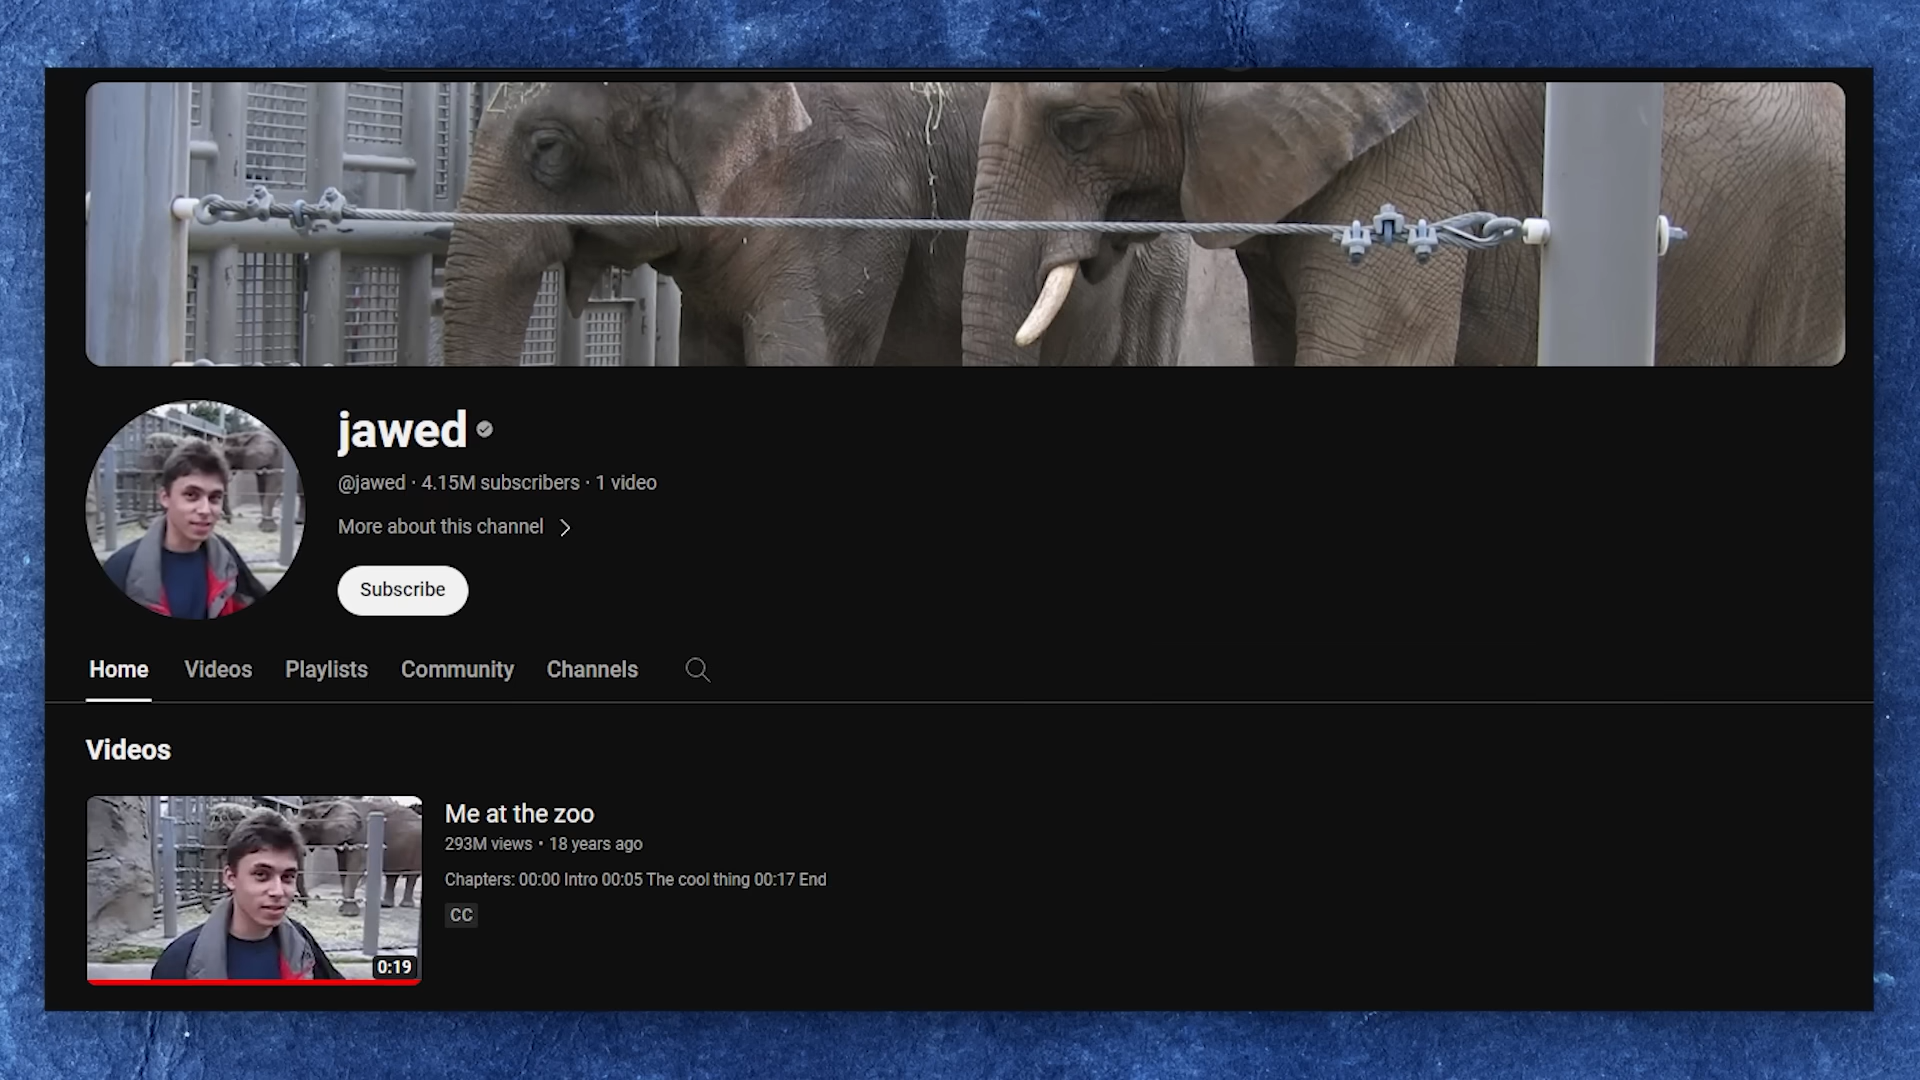 jawed
@jawed · 4.15M subscribers · 1 video
More about this channel
Subscribe
Home Videos Playlists Community Channels
Videos
0:19
Me at the zoo
293M views • 18 years ago
Chapters: 00:00 Intro 00:05 The cool thing 00:17 End
CC